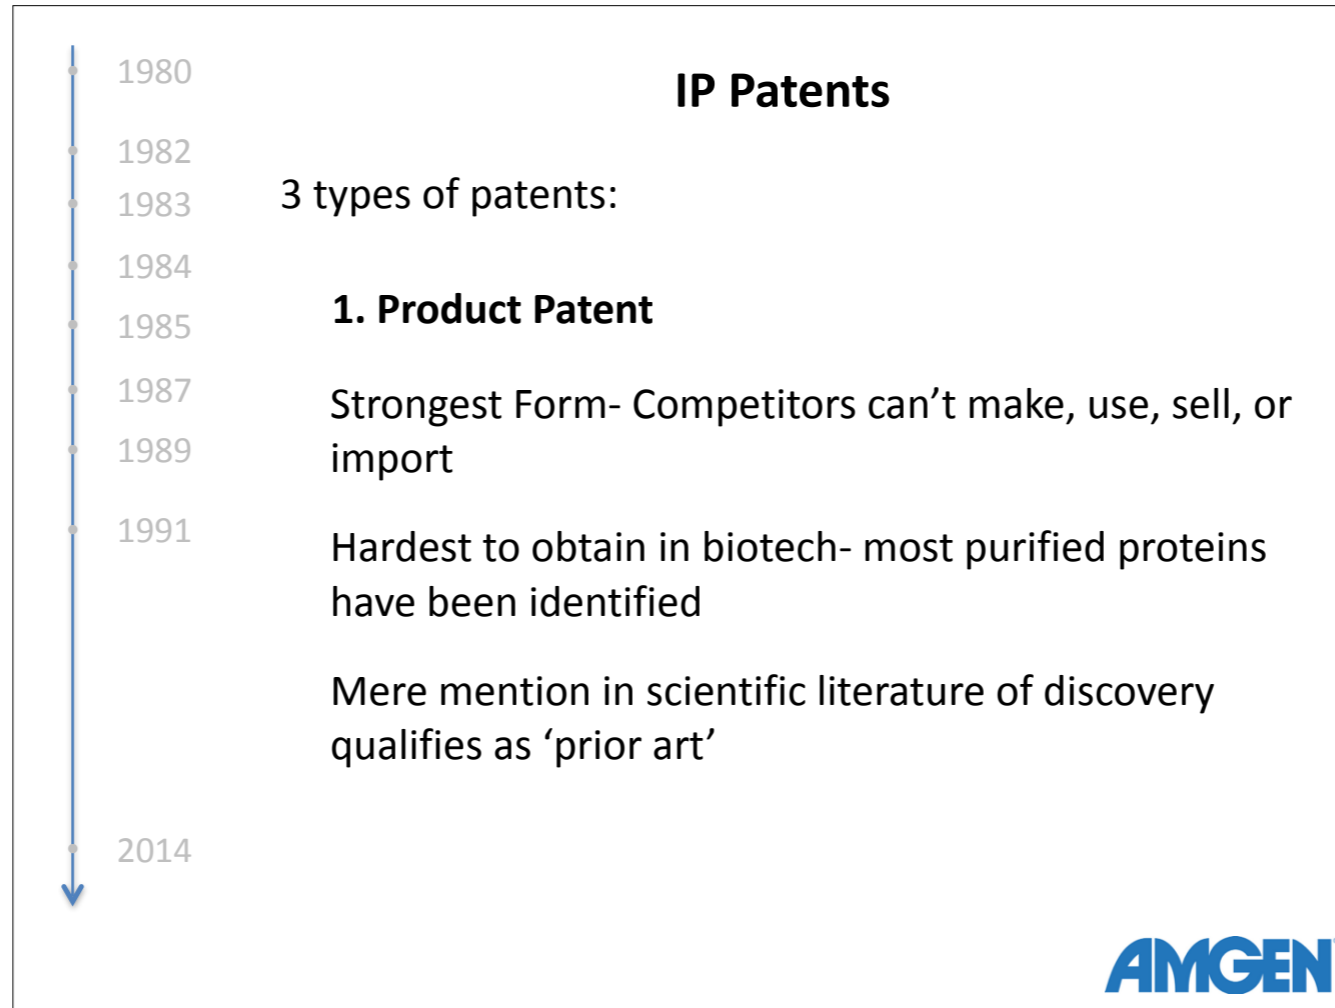 IP Patents
1980
1982
1983
1984
1985
1987
1989
1991
2014
3 types of patents:
1. Product Patent
Strongest Form- Competitors can’t make, use, sell, or
import
Hardest to obtain in biotech- most purified proteins
have been identified
Mere mention in scientific literature of discovery
qualifies as ‘prior art’
AMGEN